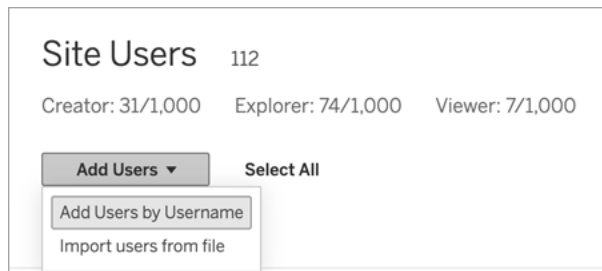 Site Users 112
Creator: 31/1,000 Explorer: 74/1,000 Viewer: 7/1,000
Add Users ▼ Select All
Add Users by Username
Import users from file